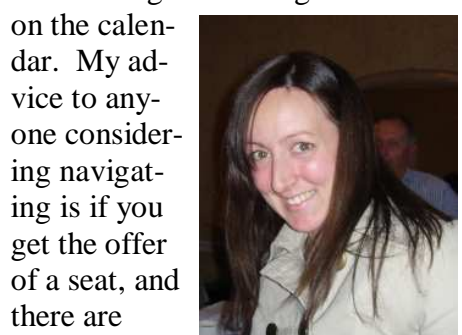 on the calen-
dar. My ad-
vice to any-
one consider-
ing navigat-
ing is if you
get the offer
of a seat, and
there are